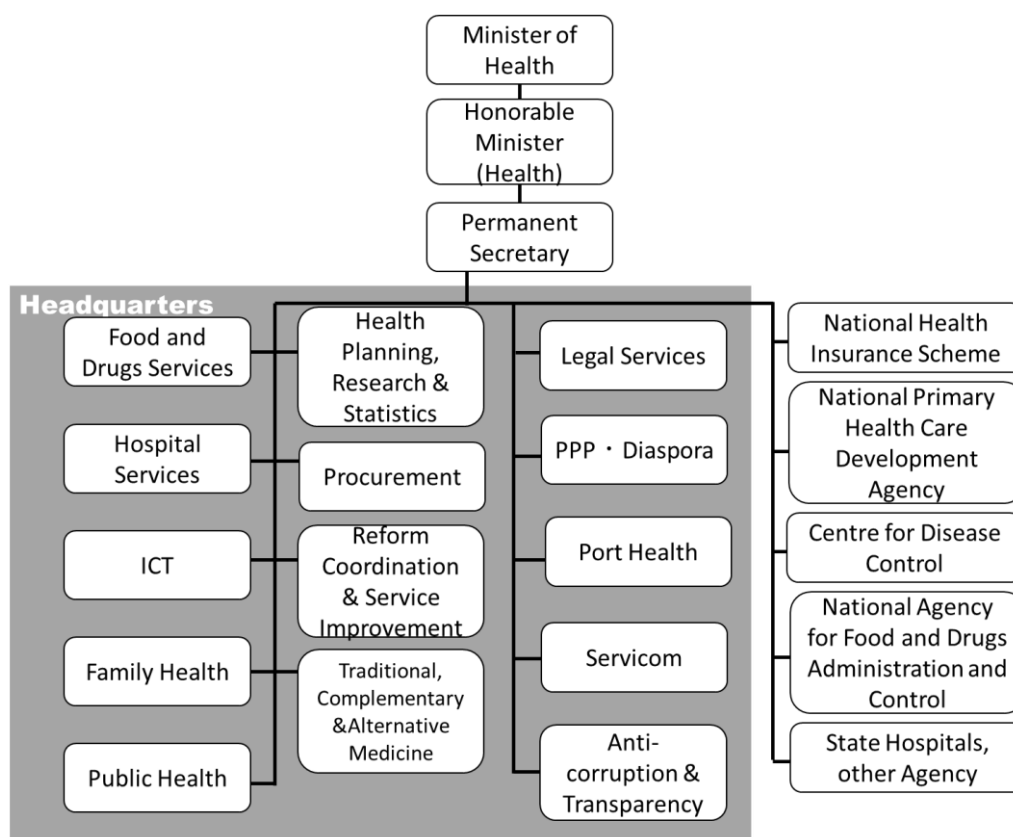 Minister of
Health
Honorable
Minister
(Health)
Permanent
Secretary
Headquarters
Food and
Drugs Services
Hospital
Services
ICT
Family Health
Public Health
Health
Planning,
Research &
Statistics
Procurement
Reform
Coordination
& Service
Improvement
Traditional,
Complementary
&Alternative
Medicine
Legal Services
PPP・Diaspora
Port Health
Servicom
Anti-
corruption &
Transparency
National Health
Insurance Scheme
National Primary
Health Care
Development
Agency
Centre for Disease
Control
National Agency
for Food and Drugs
Administration and
Control
State Hospitals,
other Agency